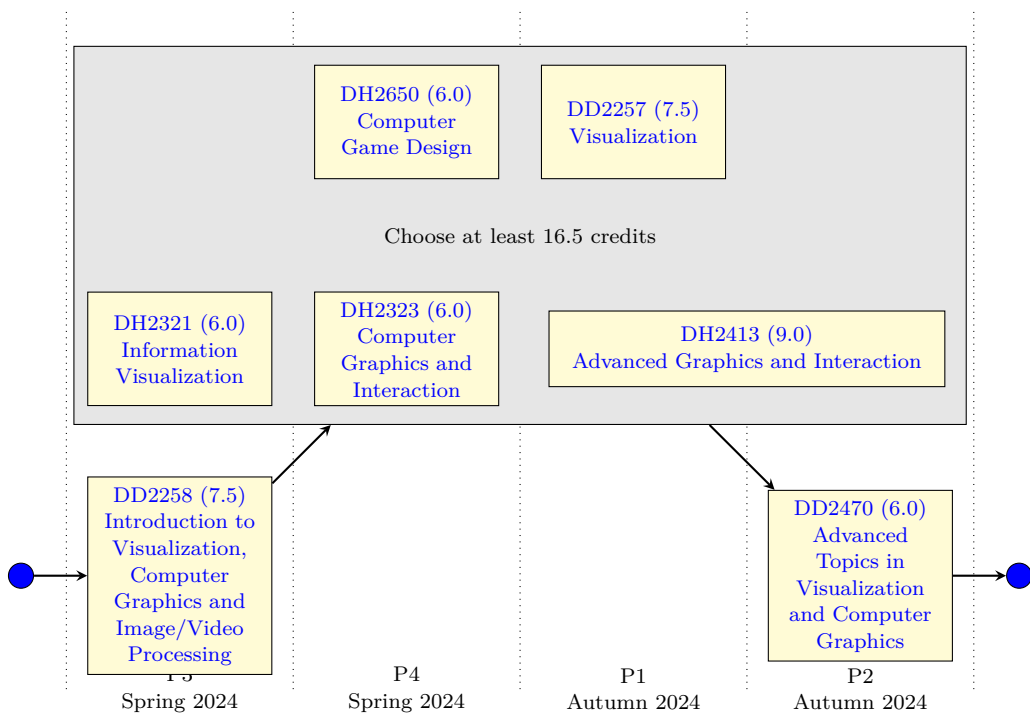 DH2650 (6.0)
Computer
Game Design
DD2257 (7.5)
Visualization
Choose at least 16.5 credits
DH2321 (6.0)
Information
Visualization
DH2323 (6.0)
Computer
Graphics and
Interaction
DH2413 (9.0)
Advanced Graphics and Interaction
DD2258 (7.5)
Introduction to
Visualization,
Computer
Graphics and
Image/Video
Processing
DD2470 (6.0)
Advanced
Topics in
Visualization
and Computer
Graphics
P3
Spring 2024
P4
Spring 2024
P1
Autumn 2024
P2
Autumn 2024